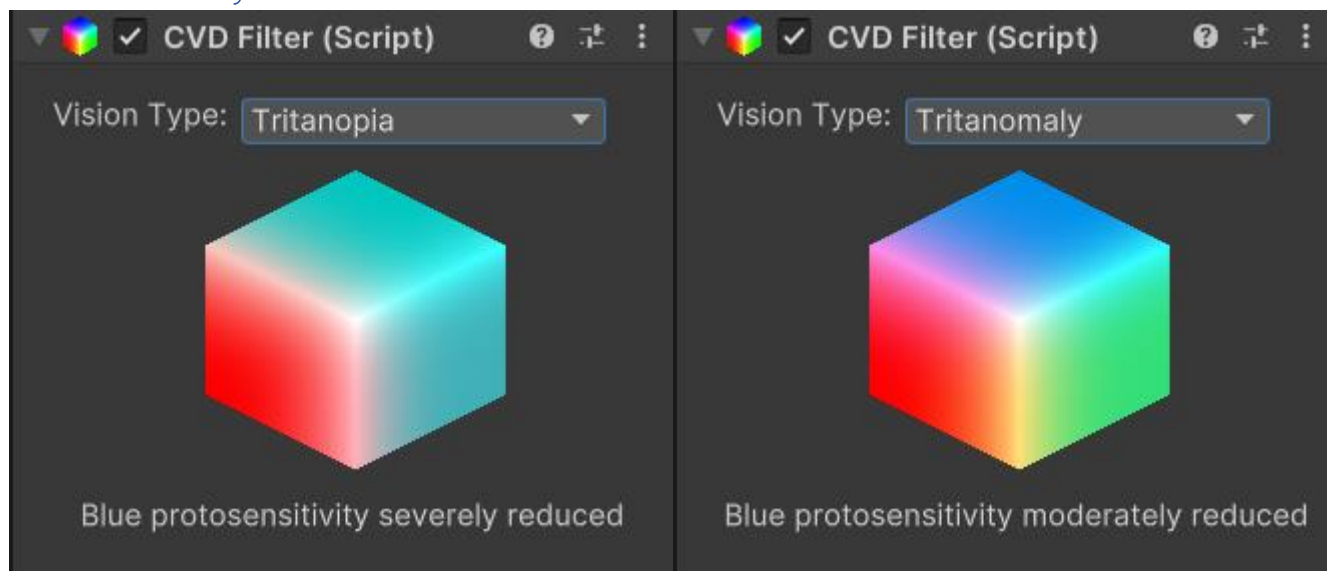 CVD Filter (Script)
Vision Type: Tritanopia
Blue protosensitivity severely reduced
CVD Filter (Script)
Vision Type: Tritanomaly
Blue protosensitivity moderately reduced